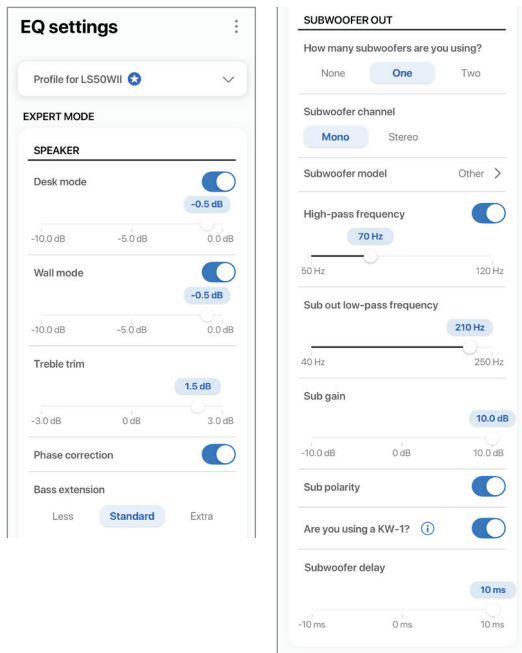 EQ settings
Profile for LS50WII
EXPERT MODE
SPEAKER
Desk mode
-0.5 dB
-10.0 dB -5.0 dB 0.0 dB
Wall mode
-0.5 dB
-10.0 dB -5.0 dB 0.0 dB
Treble trim
1.5 dB
-3.0 dB 0 dB 3.0 dB
Phase correction
Bass extension
Less Standard Extra
SUBWOOFER OUT
How many subwoofers are you using?
None One Two
Subwoofer channel
Mono Stereo
Subwoofer model Other >
High-pass frequency
70 Hz
50 Hz 120 Hz
Sub out low-pass frequency
210 Hz
40 Hz 250 Hz
Sub gain
10.0 dB
-10.0 dB 0 dB 10.0 dB
Sub polarity
Are you using a KW-1? i
Subwoofer delay
10 ms
-10 ms 0 ms 10 ms